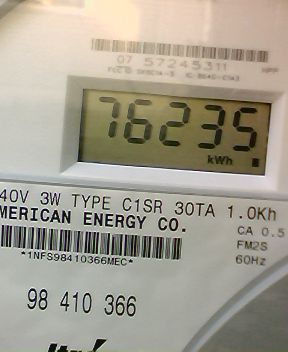 07 57245311
76235
kWh
40V 3W TYPE C1SR 30TA 1.0Kh
MERICAN ENERGY CO.
CA 0.5
FM2S
60Hz
*1NFS98410366MEC*
98 410 366